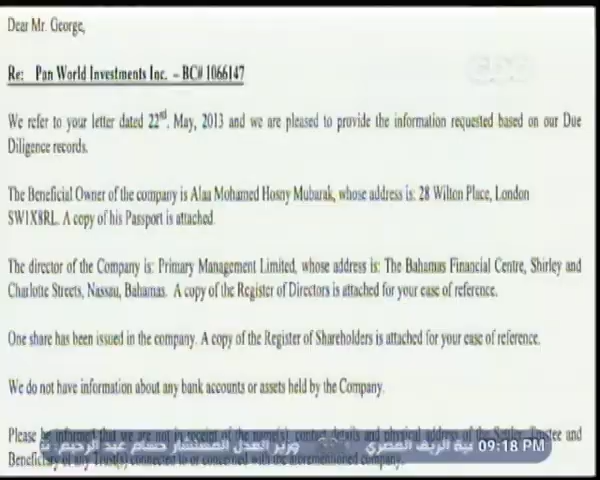 Dear Mr. George,
Re: Pan World Investments Inc. – BC# 1066147
We refer to your letter dated 22nd. May, 2013 and we are pleased to provide the information requested based on our Due
Diligence records.
The Beneficial Owner of the company is Alaa Mohamed Hosny Mubarak, whose address is: 28 Wilton Place, London
SW1X8RL. A copy of his Passport is attached.
The director of the Company is: Primary Management Limited, whose address is: The Bahamas Financial Centre, Shirley and
Charlotte Streets, Nassau, Bahamas. A copy of the Register of Directors is attached for your ease of reference.
One share has been issued in the company. A copy of the Register of Shareholders is attached for your ease of reference.
We do not have information about any bank accounts or assets held by the Company.
Please be informed that we are not in receipt of the name(s), contact details and physical address of the Settlor, Trustee and
Beneficiary of any Trust(s) connected to or concerned with the aforementioned company.
وزير العدل المستشار حسام عبد الرحيم
الريف المصري
09:18 PM